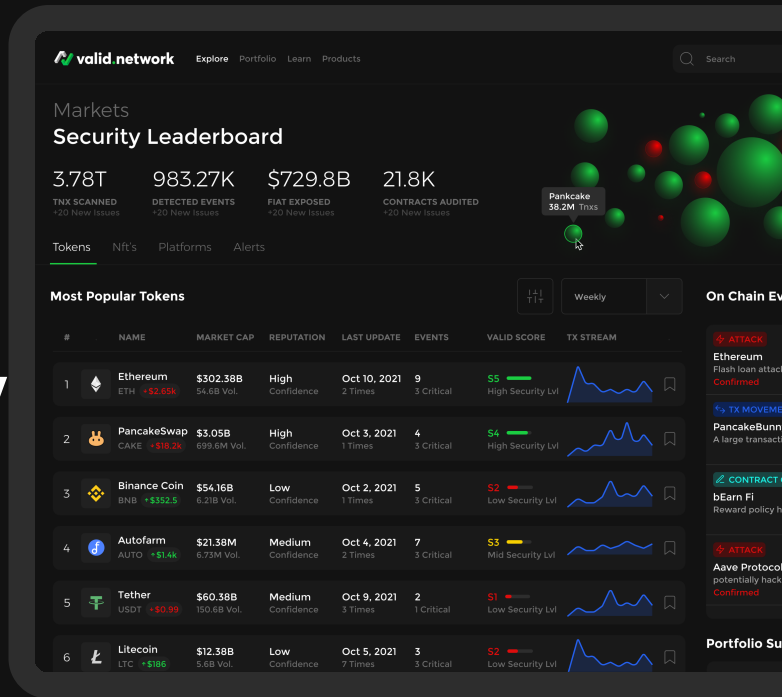 valid.network
Explore Portfolio Learn Products
Search
Markets
Security Leaderboard
3.78T 983.27K $729.8B 21.8K
TNX SCANNED DETECTED EVENTS FIAT EXPOSED CONTRACTS AUDITED
+20 New Issues +20 New Issues +20 New Issues +20 New Issues
Pankcake
38.2M Tnxs
Tokens Nft's Platforms Alerts
Most Popular Tokens
Weekly
# NAME MARKET CAP REPUTATION LAST UPDATE EVENTS VALID SCORE TX STREAM
1 Ethereum $302.38B High Oct 10, 2021 9 S5
ETH +$2.65k 54.6B Vol. Confidence 2 Times 3 Critical High Security Lvl
2 PancakeSwap $3.05B High Oct 3, 2021 4 S4
CAKE +$18.2k 699.6M Vol. Confidence 1 Times 3 Critical High Security Lvl
3 Binance Coin $54.16B Low Oct 2, 2021 5 S2
BNB +$352.5 6.21B Vol. Confidence 1 Times 3 Critical Low Security Lvl
4 Autofarm $21.38M Medium Oct 4, 2021 7 S3
AUTO +$1.4k 6.73M Vol. Confidence 2 Times 3 Critical Mid Security Lvl
5 Tether $60.38B Medium Oct 9, 2021 2 S1
USDT +$0.99 150.6B Vol. Confidence 3 Times 1 Critical Low Security Lvl
6 Litecoin $12.38B Low Oct 5, 2021 3 S2
LTC +$186 5.6B Vol. Confidence 7 Times 3 Critical Low Security Lvl
On Chain Ev
ATTACK
Ethereum
Flash loan attack
Confirmed
TX MOVEME
PancakeBunn
A large transacti
CONTRACT
bEarn Fi
Reward policy h
ATTACK
Aave Protocol
potentially hack
Confirmed
Portfolio Su